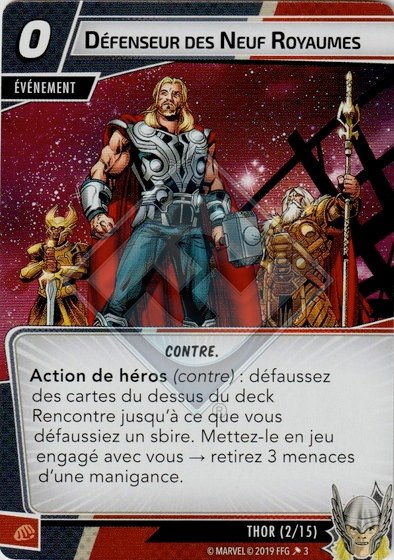 0
DÉFENSEUR DES NEUF ROYAUMES
ÉVÉNEMENT
CONTRE.
Action de héros (contre) : défaussez
des cartes du dessus du deck
Rencontre jusqu'à ce que vous
défaussiez un sbire. Mettez-le en jeu
engagé avec vous → retirez 3 menaces
d'une manigance.
®
THOR (2/15)
© MARVEL © 2019 FFG 3